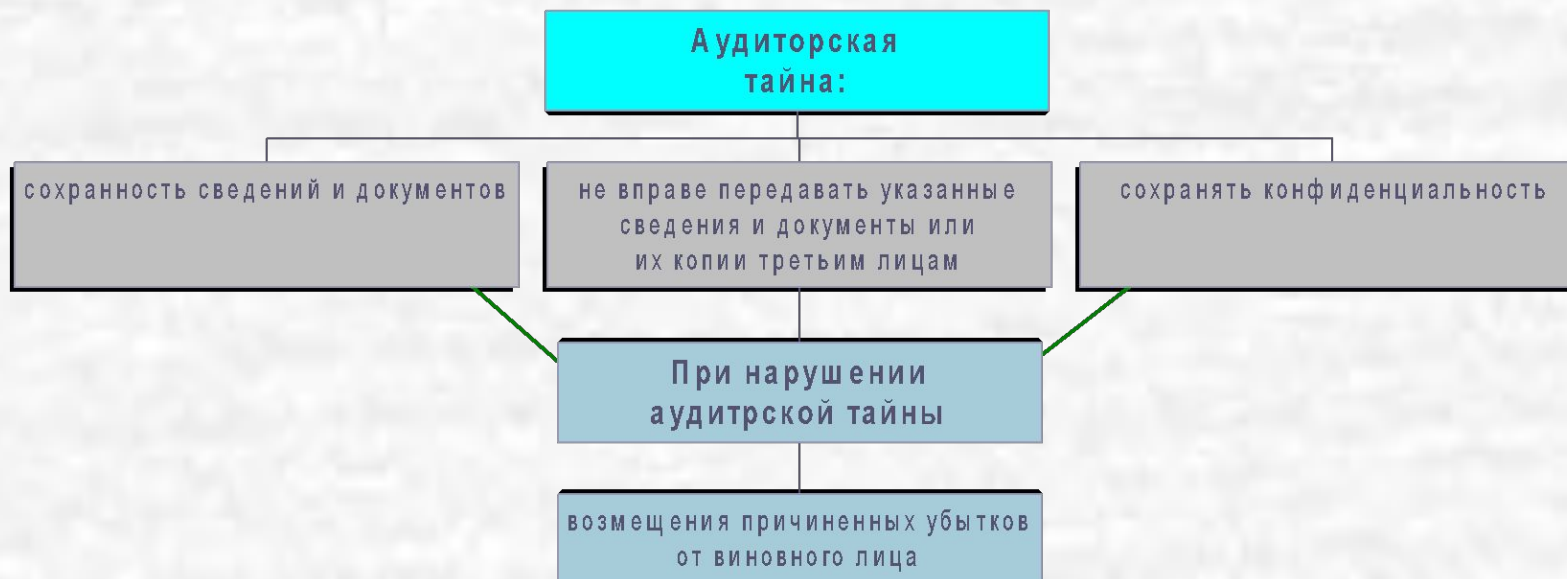 Аудиторская
тайна:
сохранность сведений и документов
не вправе передавать указанные
сведения и документы или
их копии третьим лицам
сохранять конфиденциальность
При нарушении
аудитрской тайны
возмещения причиненных убытков
от виновного лица